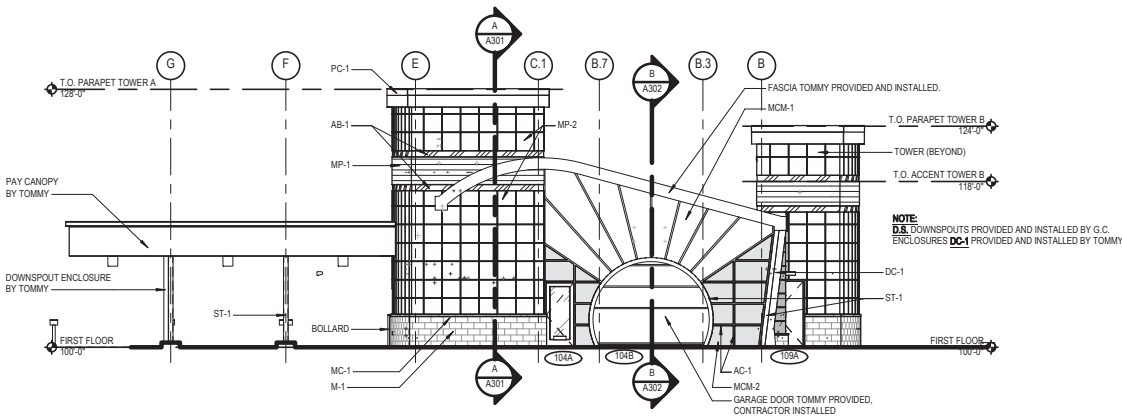 A
A301
G
F
E
C.1
B.7
B
A302
B.3
B
T.O. PARAPET TOWER A
128'-0"
PC-1
FASCIA TOMMY PROVIDED AND INSTALLED.
MCM-1
AB-1
MP-2
T.O. PARAPET TOWER B
124'-0"
MP-1
TOWER (BEYOND)
PAY CANOPY
BY TOMMY
T.O. ACCENT TOWER B
118'-0"
NOTE:
D.S. DOWNSPOUTS PROVIDED AND INSTALLED BY G.C.
ENCLOSURES DC-1 PROVIDED AND INSTALLED BY TOMMY
DOWNSPOUT ENCLOSURE
BY TOMMY
DC-1
ST-1
ST-1
BOLLARD
FIRST FLOOR
100'-0"
FIRST FLOOR
100'-0"
104A
104B
109A
MC-1
M-1
A
A301
B
A302
AC-1
MCM-2
GARAGE DOOR TOMMY PROVIDED,
CONTRACTOR INSTALLED